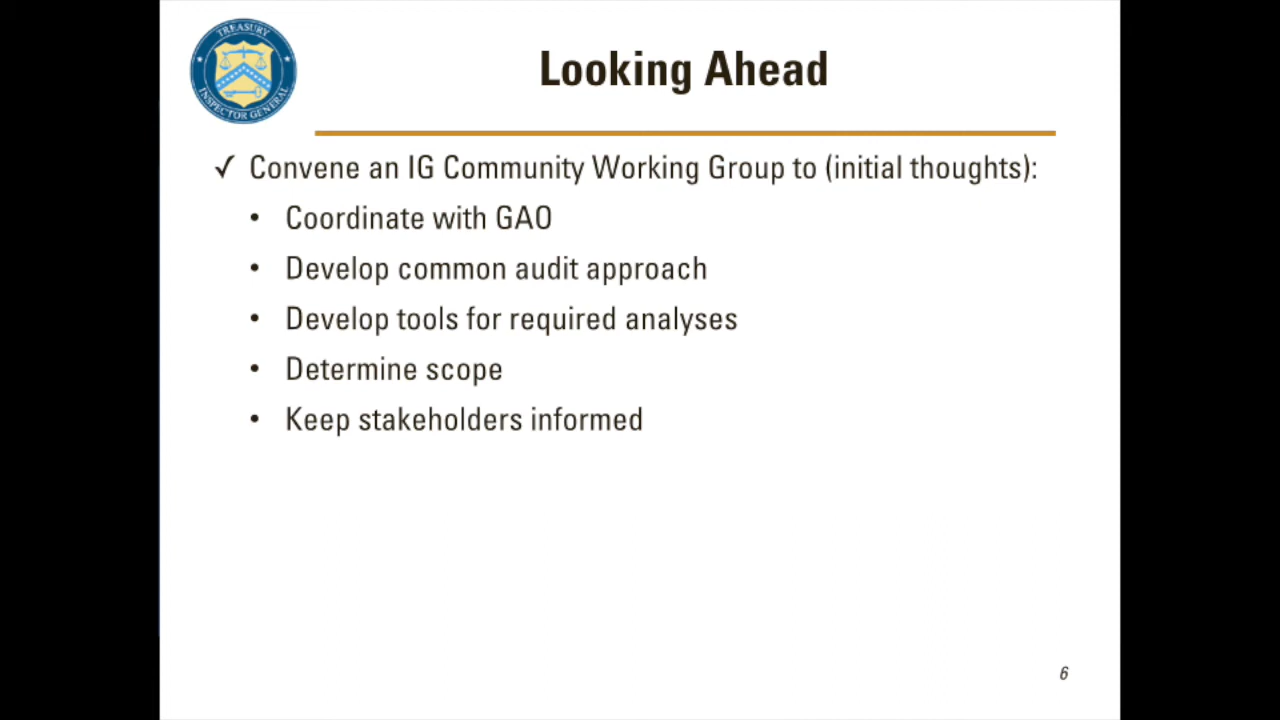 TREASURY
INSPECTOR GENERAL
Looking Ahead
✓ Convene an IG Community Working Group to (initial thoughts):
• Coordinate with GAO
• Develop common audit approach
• Develop tools for required analyses
• Determine scope
• Keep stakeholders informed
6